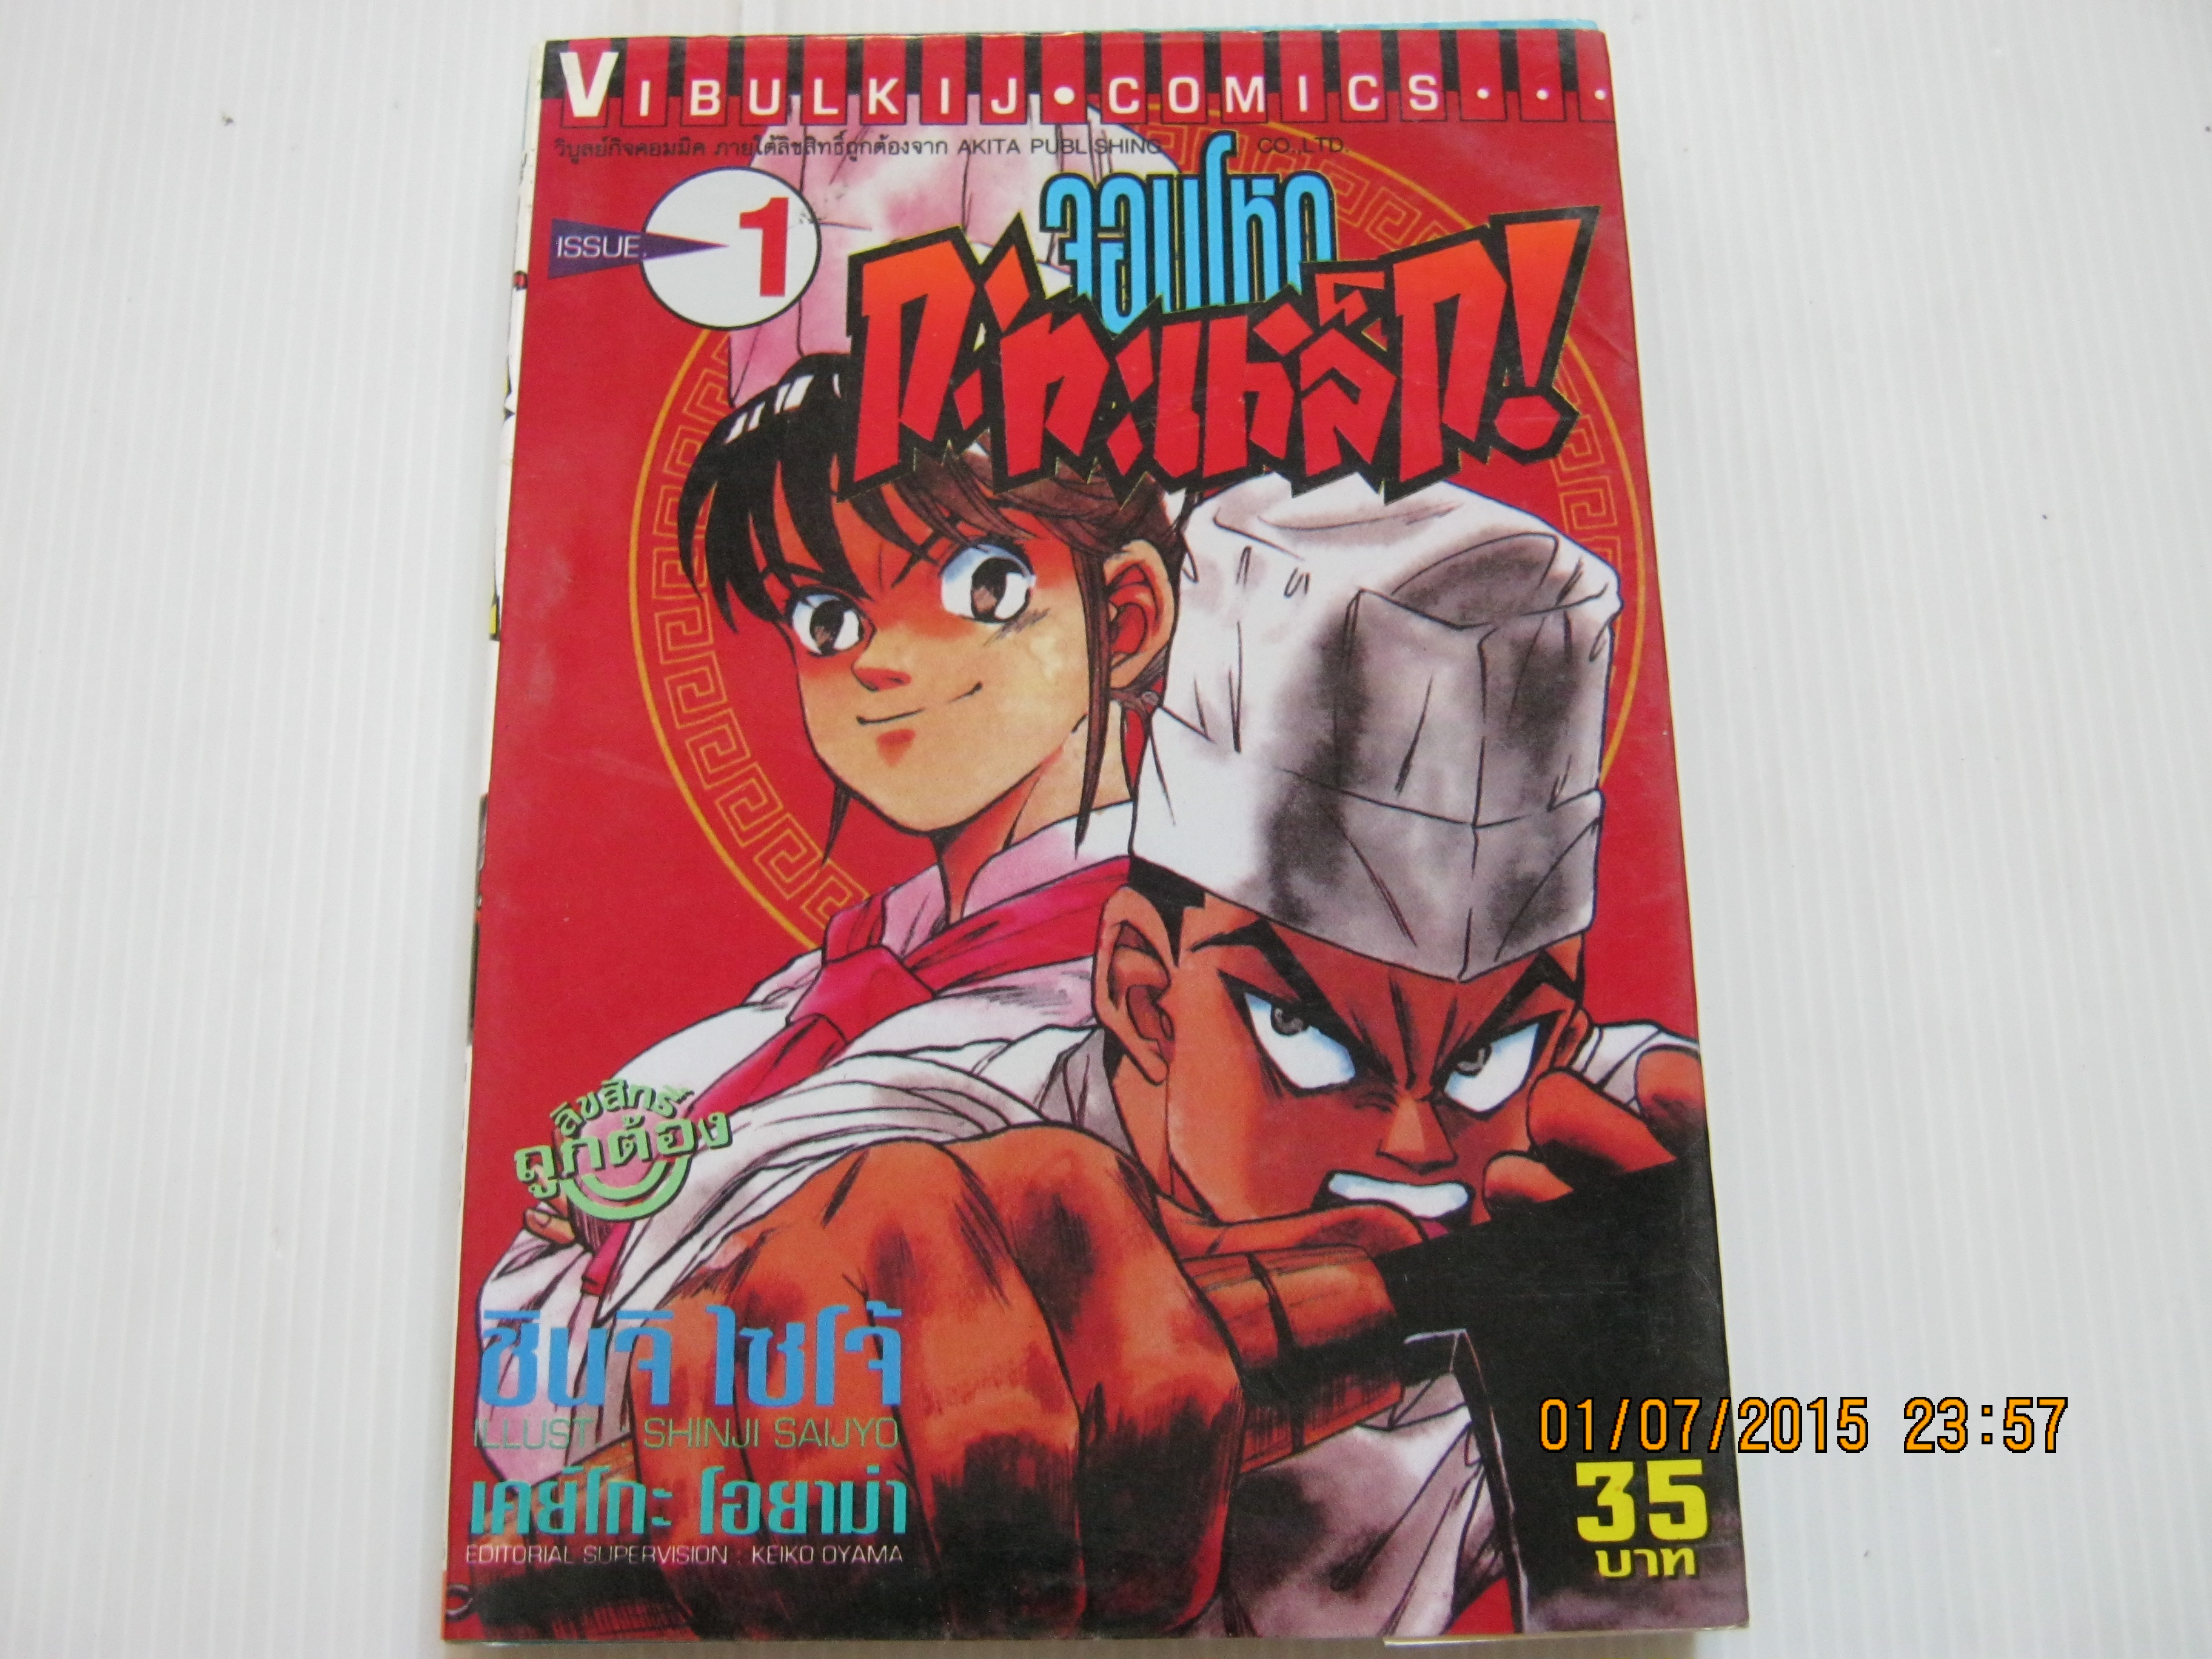 VIBULKIJ•COMICS•••
วิบูลย์กิจคอมมิค ภายใต้ลิขสิทธิ์ถูกต้องจาก AKITA PUBLISHING CO.,LTD.
ISSUE. 1
จอมโหด
กะทะเหล็ก!
ลิขสิทธิ์
ถูกต้อง
ชินจิ ไซโจ้
ILLUST : SHINJI SAIJYO
เคย์โกะ โอยาม่า
EDITORIAL SUPERVISION : KEIKO OYAMA
01/07/2015 23:57
35
บาท